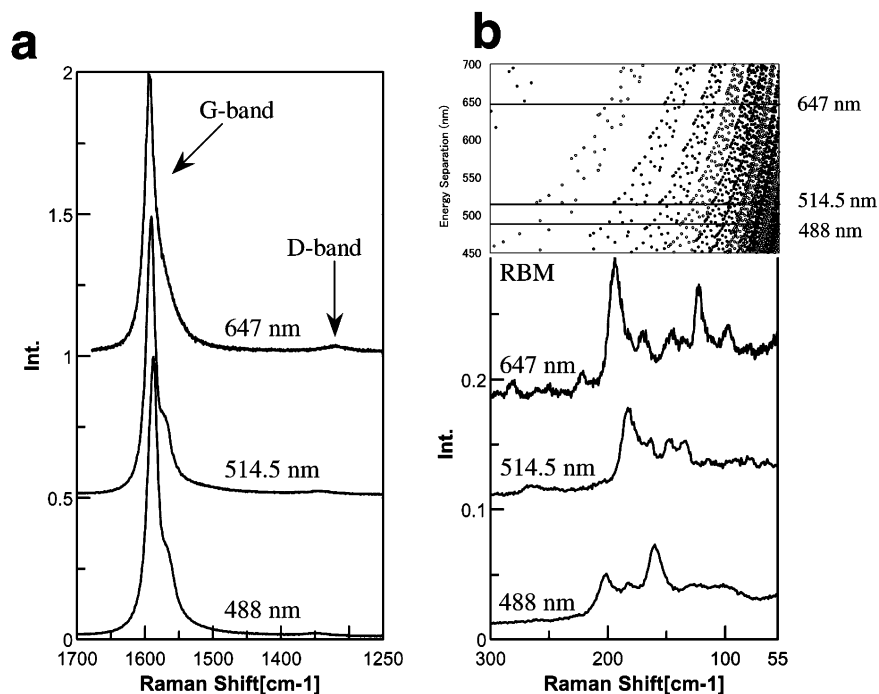 a
2
1.5
1
0.5
0
Int.
G-band
D-band
647 nm
514.5 nm
488 nm
1700
1600
1500
1400
1250
Raman Shift[cm-1]
b
700
650
600
550
500
450
Energy Separation (nm)
647 nm
514.5 nm
488 nm
RBM
647 nm
514.5 nm
488 nm
0.2
0.1
0
Int.
300
200
100
55
Raman Shift[cm-1]